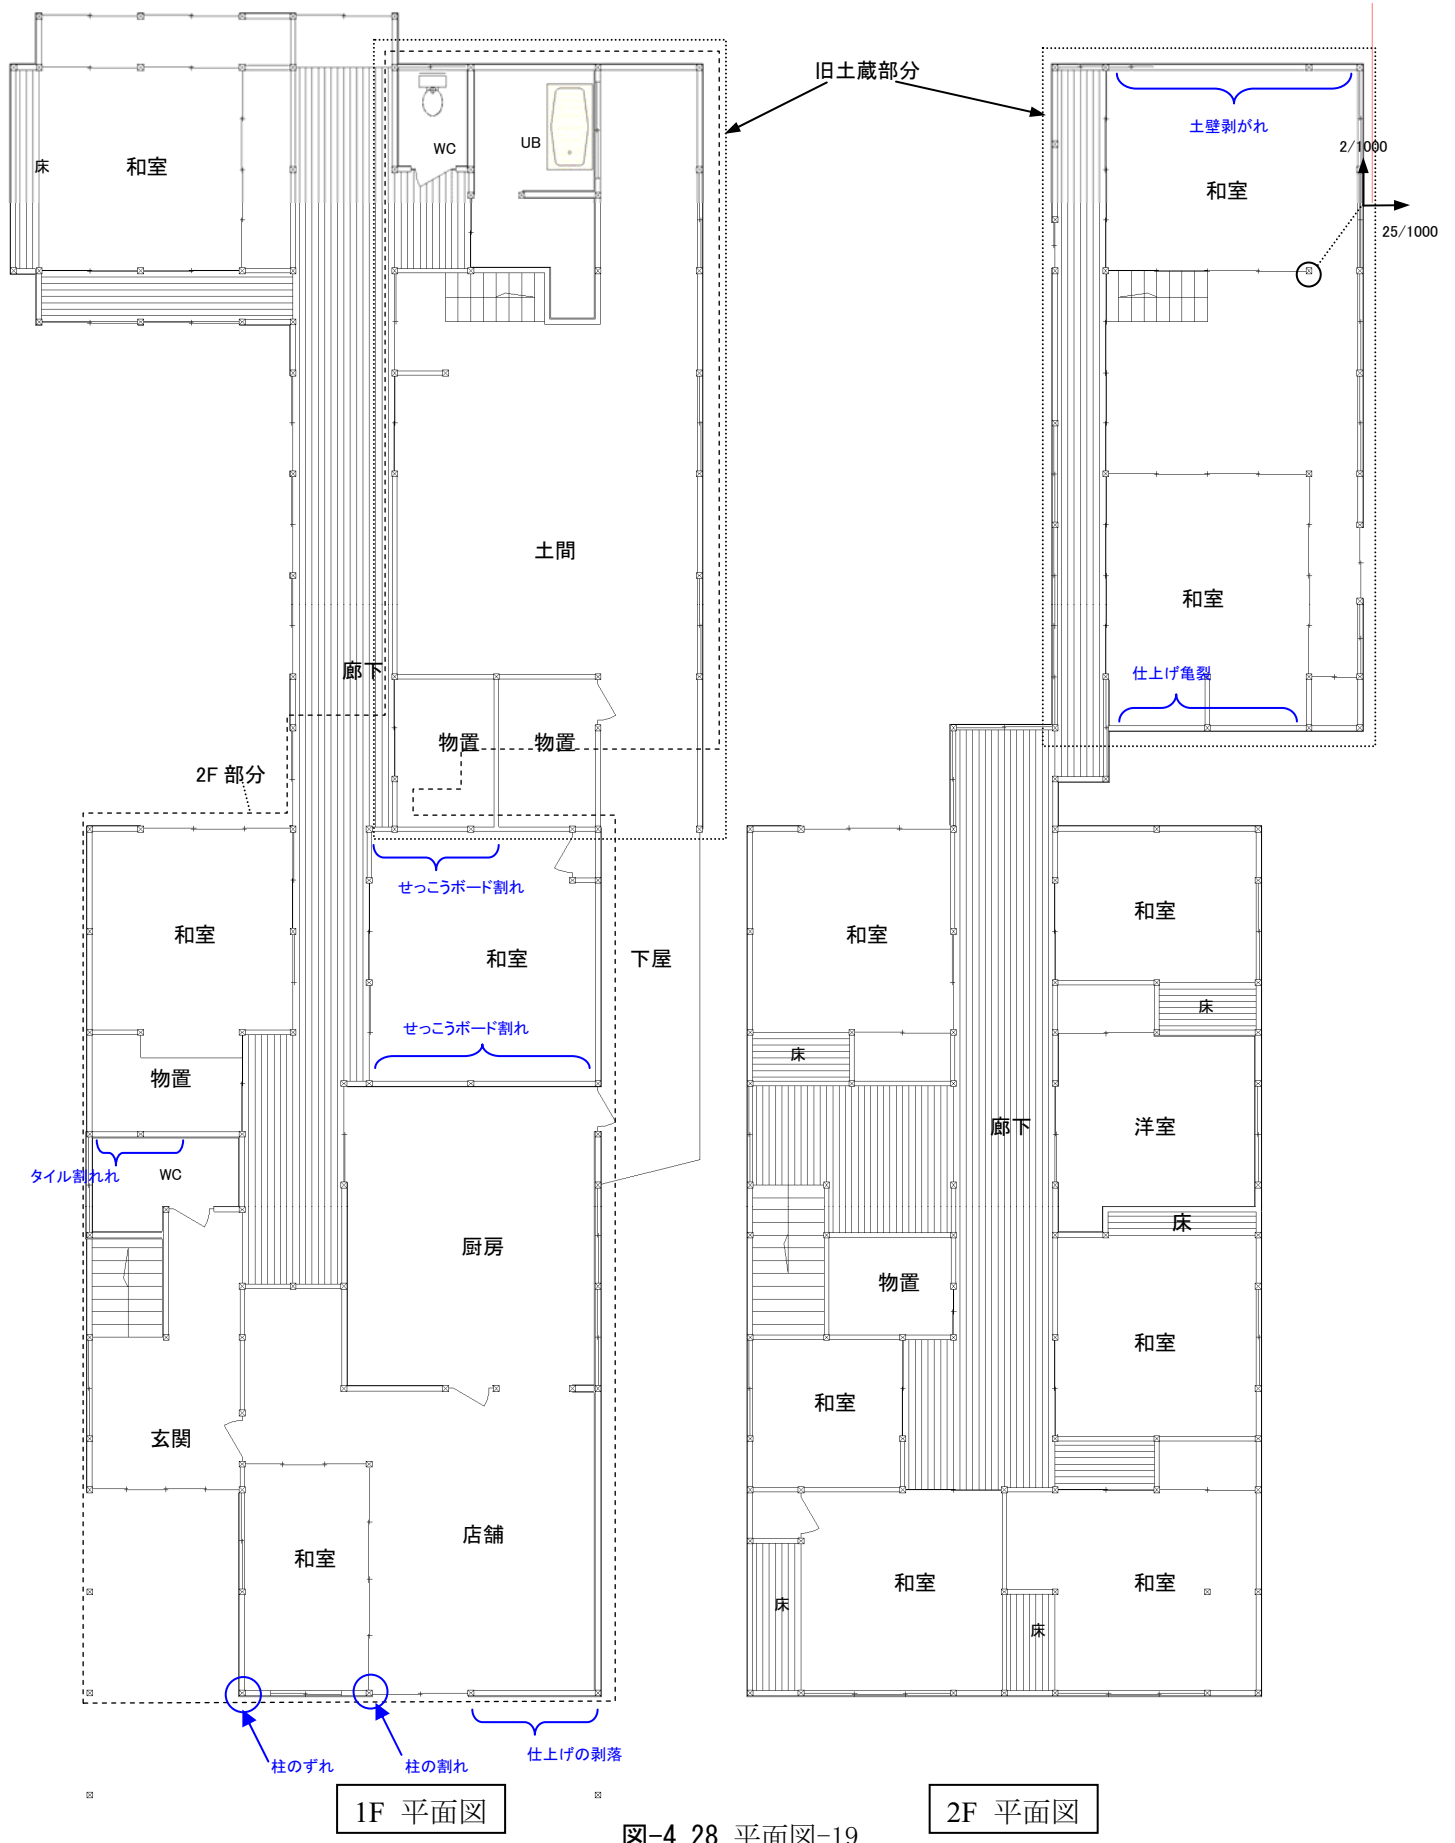 旧土蔵部分
土壁剥がれ
2/1000
25/1000
和室
床
WC
UB
和室
土間
和室
仕上げ亀裂
廊下
物置
物置
2F 部分
せっこうボード割れ
和室
和室
下屋
せっこうボード割れ
物置
タイル割れれ
WC
厨房
玄関
和室
店舗
柱のずれ
柱の割れ
仕上げの剥落
和室
和室
床
床
廊下
洋室
床
物置
和室
和室
和室
和室
床
床
1F 平面図
2F 平面図
図-4.28 平面図-19